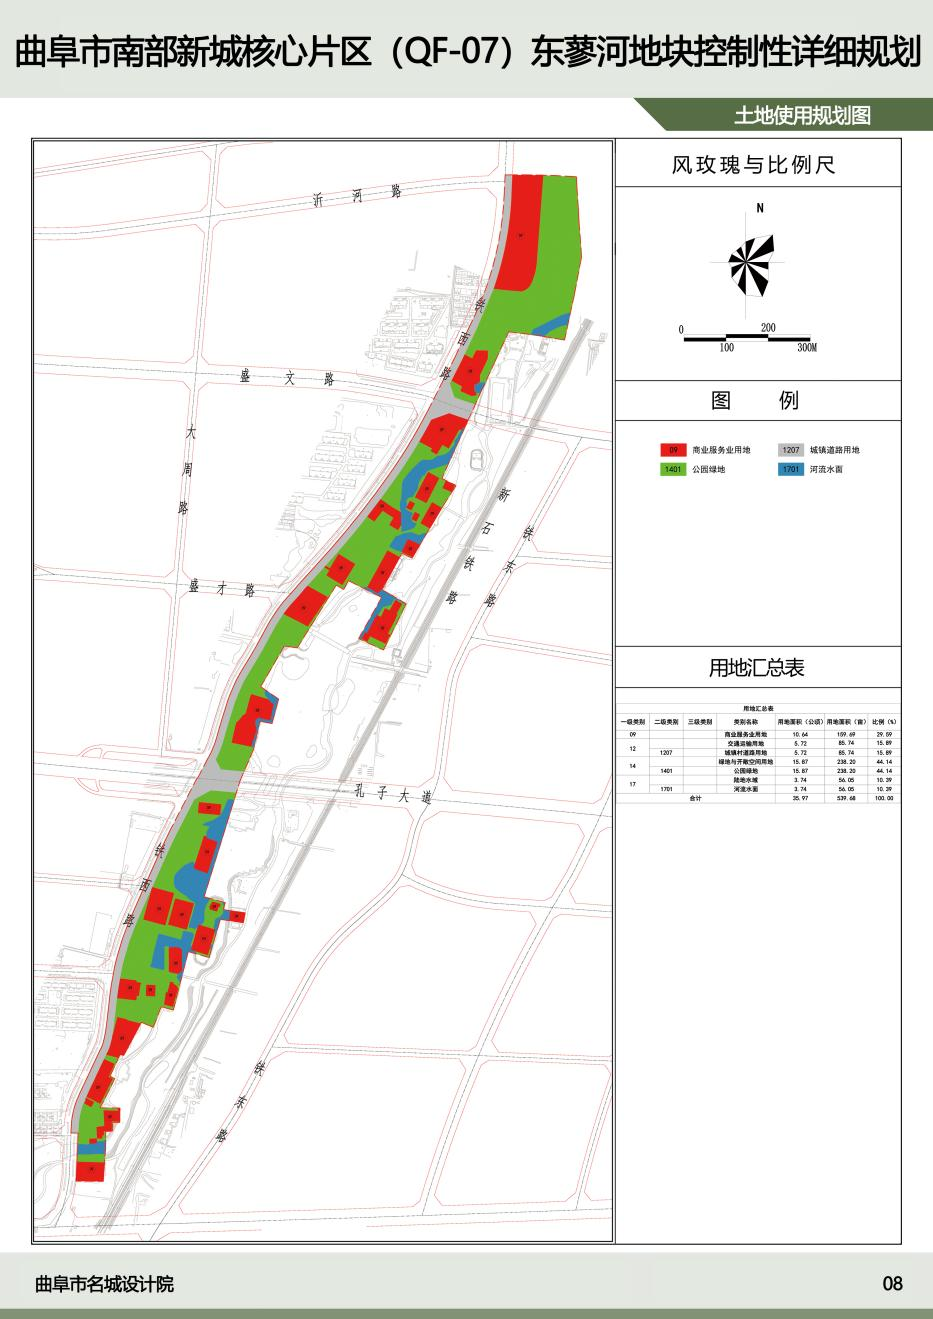 曲阜市南部新城核心片区（QF-07）东蓼河地块控制性详细规划
土地使用规划图
沂河路
铁西路
盛文路
大周路
新石铁路
铁东路
盛才路
孔子大道
铁西路
铁东路
风玫瑰与比例尺
N
0 200
100 300M
图 例
09 商业服务业用地 1207 城镇道路用地
1401 公园绿地 1701 河流水面
用地汇总表
用地汇总表
一级类别 二级类别 三级类别 类别名称 用地面积（公顷） 用地面积（亩） 比例（%）
09 商业服务业用地 10.64 159.69 29.59
12 交通运输用地 5.72 85.74 15.89
1207 城镇村道路用地 5.72 85.74 15.89
14 绿地与开敞空间用地 15.87 238.20 44.14
1401 公园绿地 15.87 238.20 44.14
17 陆地水域 3.74 56.05 10.39
1701 河流水面 3.74 56.05 10.39
合计 35.97 539.68 100.00
曲阜市名城设计院
08